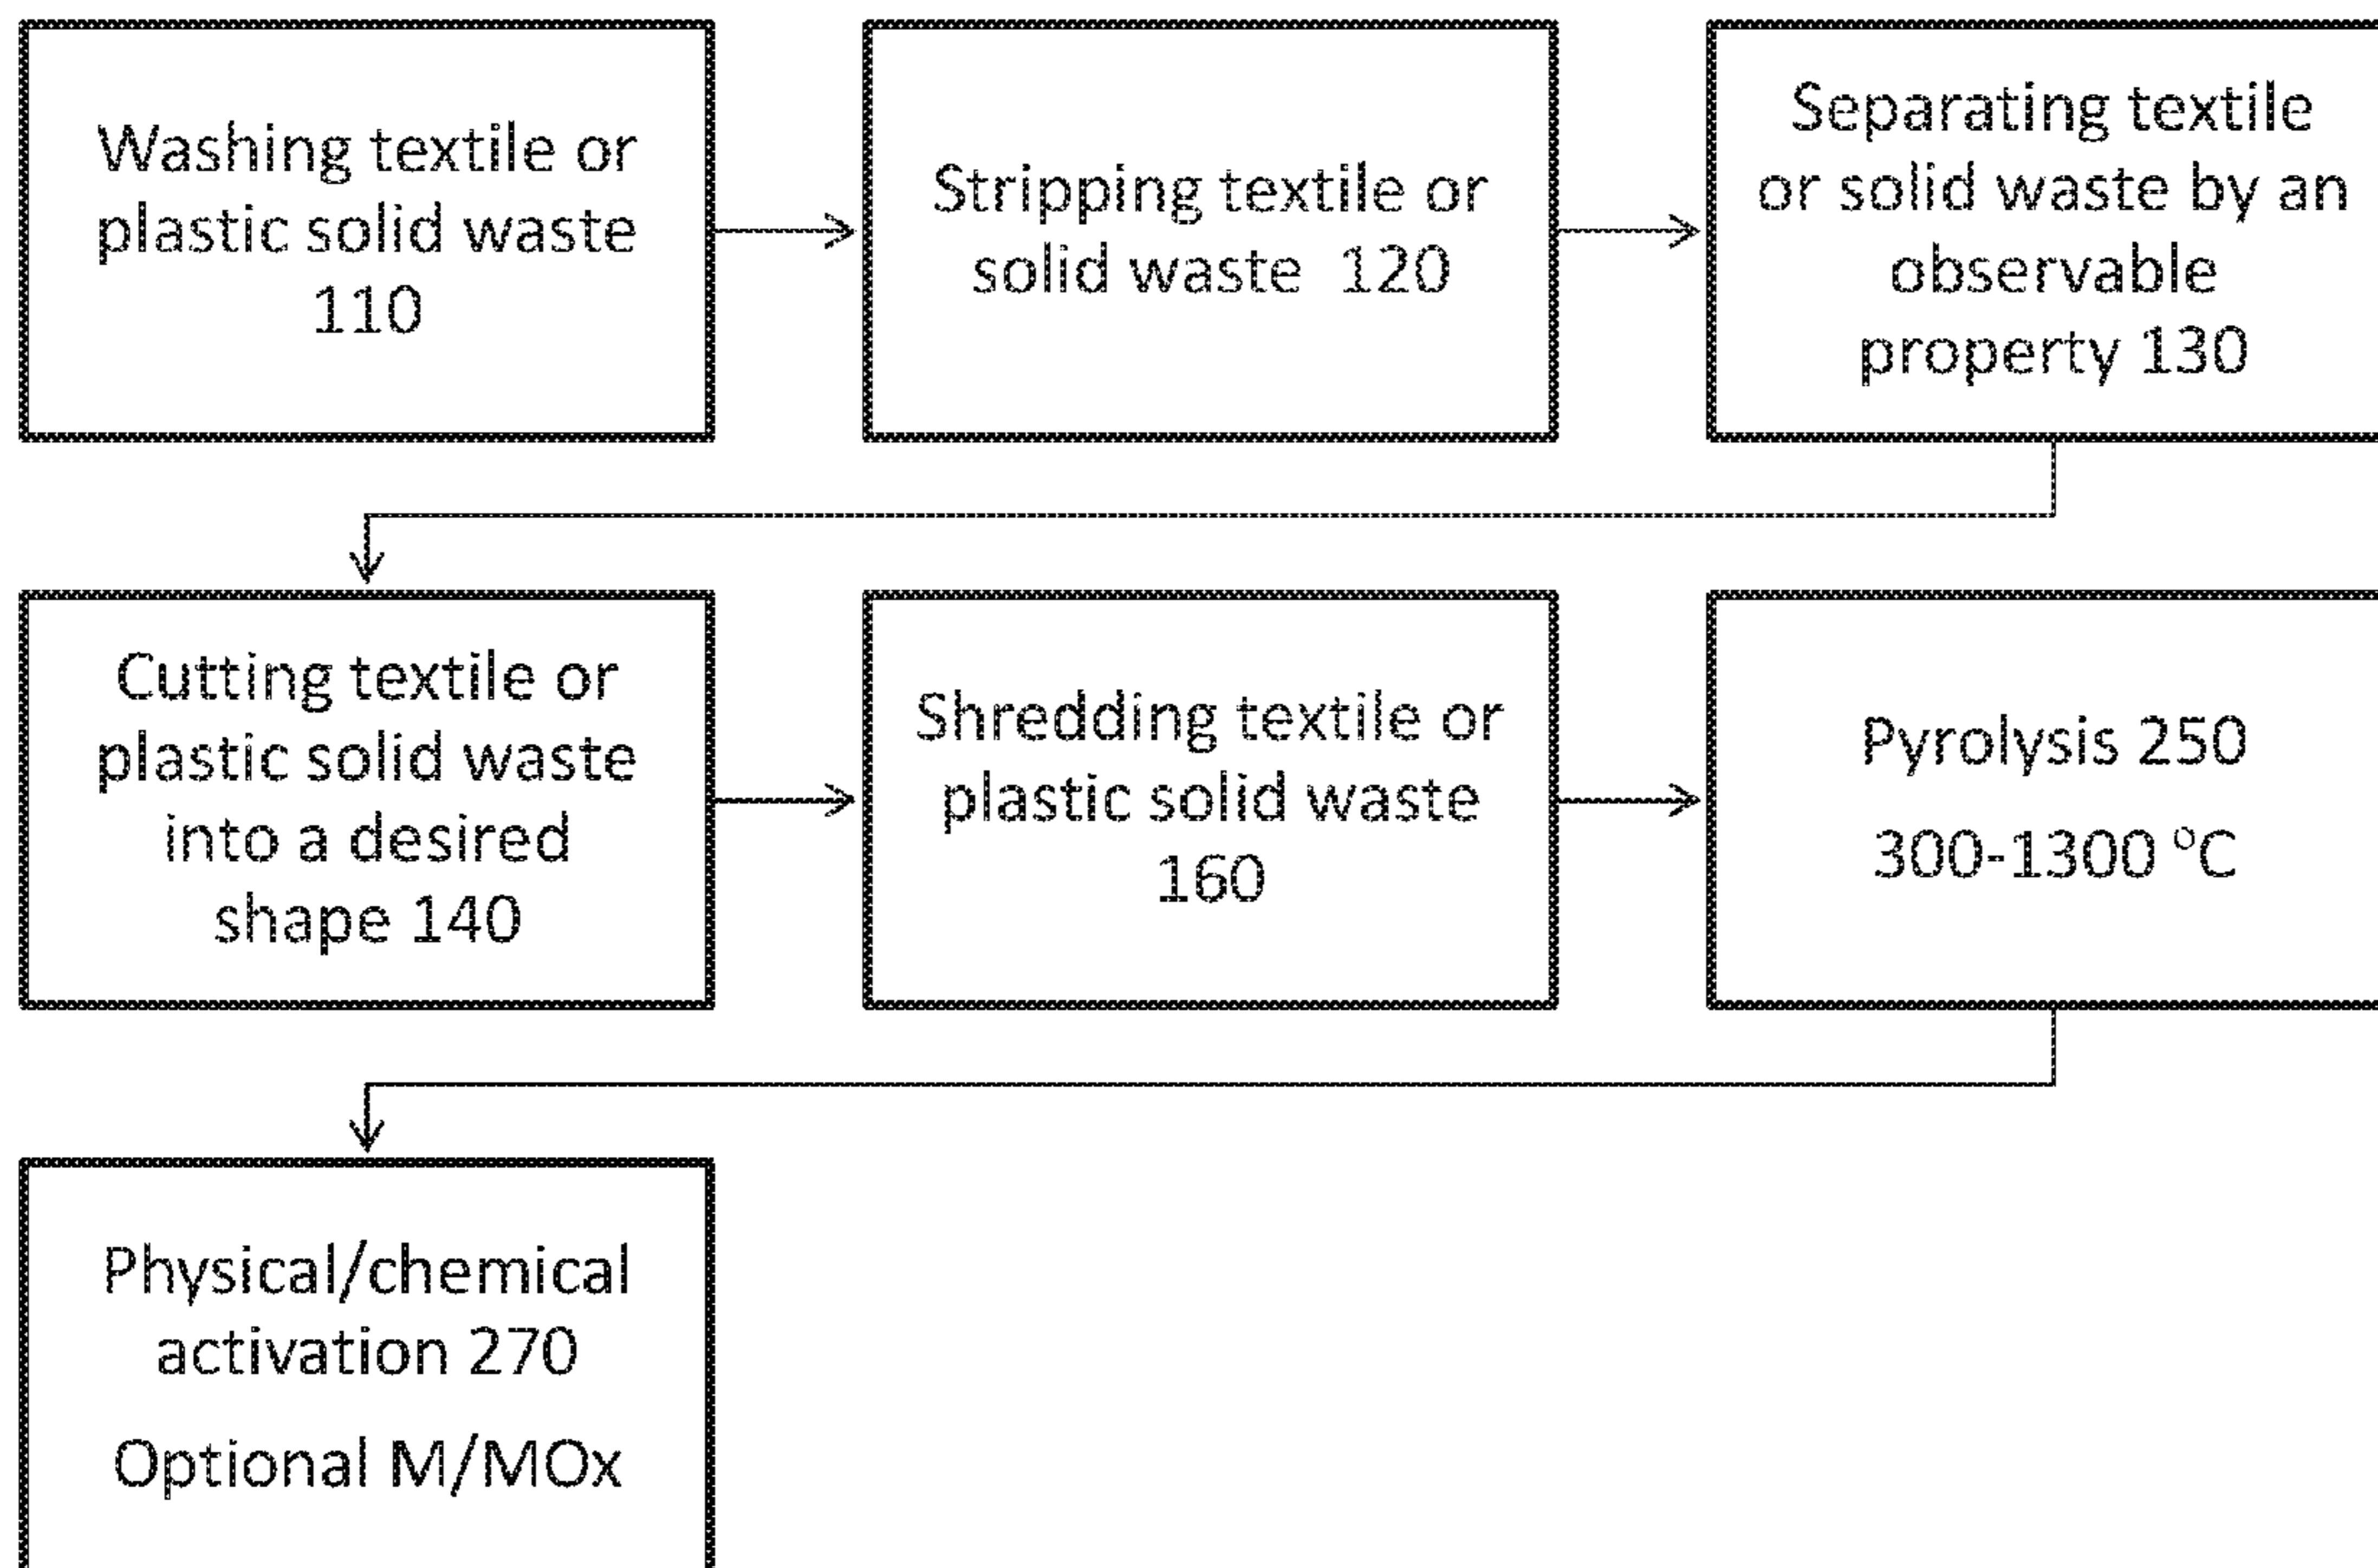 Washing textile or
plastic solid waste
110
Stripping textile or
solid waste 120
Separating textile
or solid waste by an
observable
property 130
Cutting textile or
plastic solid waste
into a desired
shape 140
Shredding textile or
plastic solid waste
160
Pyrolysis 250
300-1300 °C
Physical/chemical
activation 270
Optional M/MOx